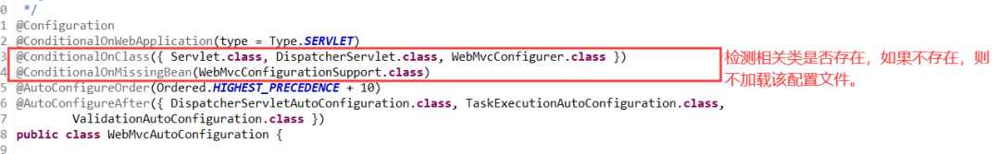 0  */
1 @Configuration
2 @ConditionalOnWebApplication(type = Type.SERVLET)
3 @ConditionalOnClass({ Servlet.class, DispatcherServlet.class, WebMvcConfigurer.class })
4 @ConditionalOnMissingBean(WebMvcConfigurationSupport.class)
检测相关类是否存在，如果不存在，则
不加载该配置文件。
5 @AutoConfigureOrder(Ordered.HIGHEST_PRECEDENCE + 10)
6 @AutoConfigureAfter({ DispatcherServletAutoConfiguration.class, TaskExecutionAutoConfiguration.class,
7 ValidationAutoConfiguration.class })
8 public class WebMvcAutoConfiguration {
9